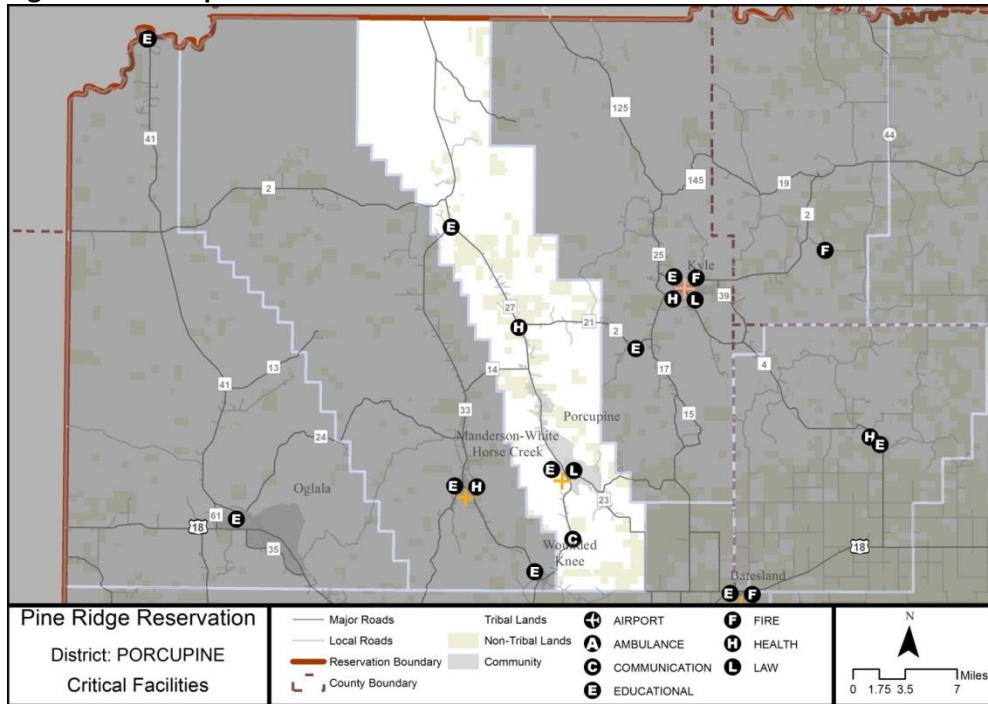 E
41
125
44
145
19
2
2
E
25
Kyle
E
F
F
H
L
39
27
H
21
2
E
4
14
17
41
13
33
15
Porcupine
24
Manderson-White
Horse Creek
H
E
Oglala
E
H
E
L
23
61
E
18
35
C
Wounded
Knee
18
E
Batesland
E
F
Pine Ridge Reservation
District: PORCUPINE
Critical Facilities
Major Roads
Local Roads
Reservation Boundary
County Boundary
Tribal Lands
Non-Tribal Lands
Community
AIRPORT
A AMBULANCE
C COMMUNICATION
E EDUCATIONAL
F FIRE
H HEALTH
L LAW
N
Miles
0 1.75 3.5 7